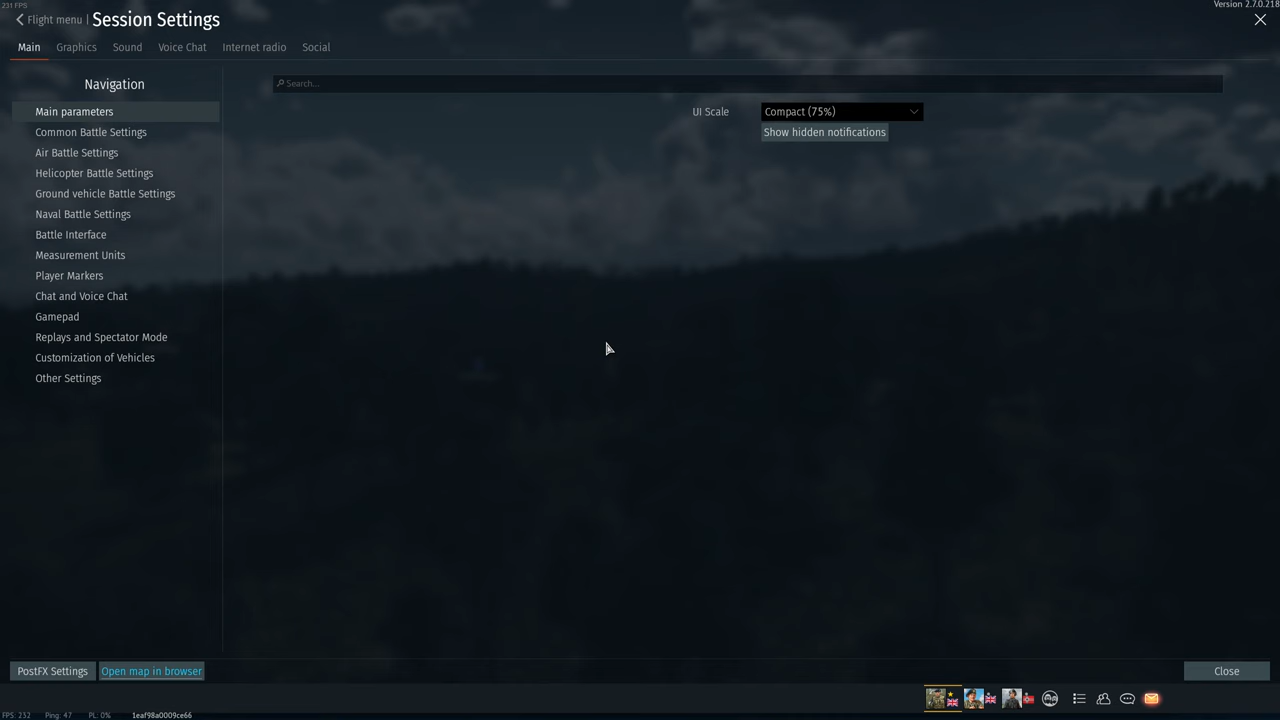 231 FPS
Version 2.7.0.218
Flight menu | Session Settings
Main Graphics Sound Voice Chat Internet radio Social
Navigation
Search...
Main parameters
UI Scale Compact (75%)
Show hidden notifications
Common Battle Settings
Air Battle Settings
Helicopter Battle Settings
Ground vehicle Battle Settings
Naval Battle Settings
Battle Interface
Measurement Units
Player Markers
Chat and Voice Chat
Gamepad
Replays and Spectator Mode
Customization of Vehicles
Other Settings
PostFX Settings Open map in browser Close
FPS: 232 Ping: 47 PL: 0% 1eaf98a0009ce66